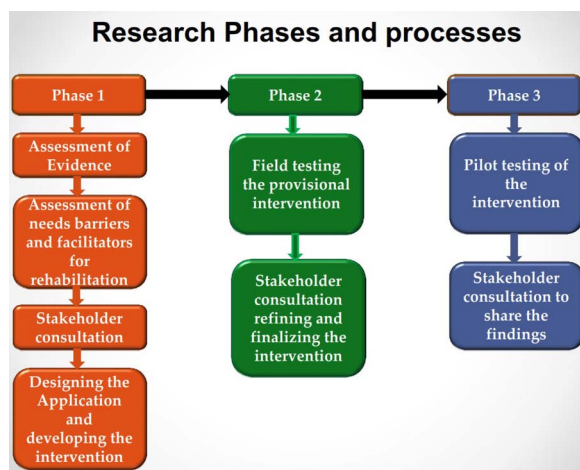 Research Phases and processes
Phase 1
Assessment of
Evidence
Assessment of
needs barriers
and facilitators
for
rehabilitation
Stakeholder
consultation
Designing the
Application
and
developing the
intervention
Phase 2
Field testing
the provisional
intervention
Stakeholder
consultation
refining and
finalizing the
intervention
Phase 3
Pilot testing of
the
intervention
Stakeholder
consultation to
share the
findings